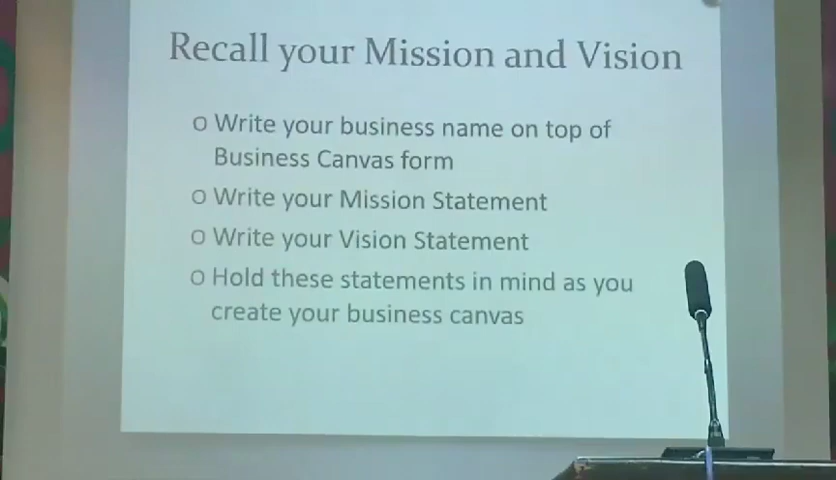 Recall your Mission and Vision
o Write your business name on top of
Business Canvas form
o Write your Mission Statement
o Write your Vision Statement
o Hold these statements in mind as you
create your business canvas